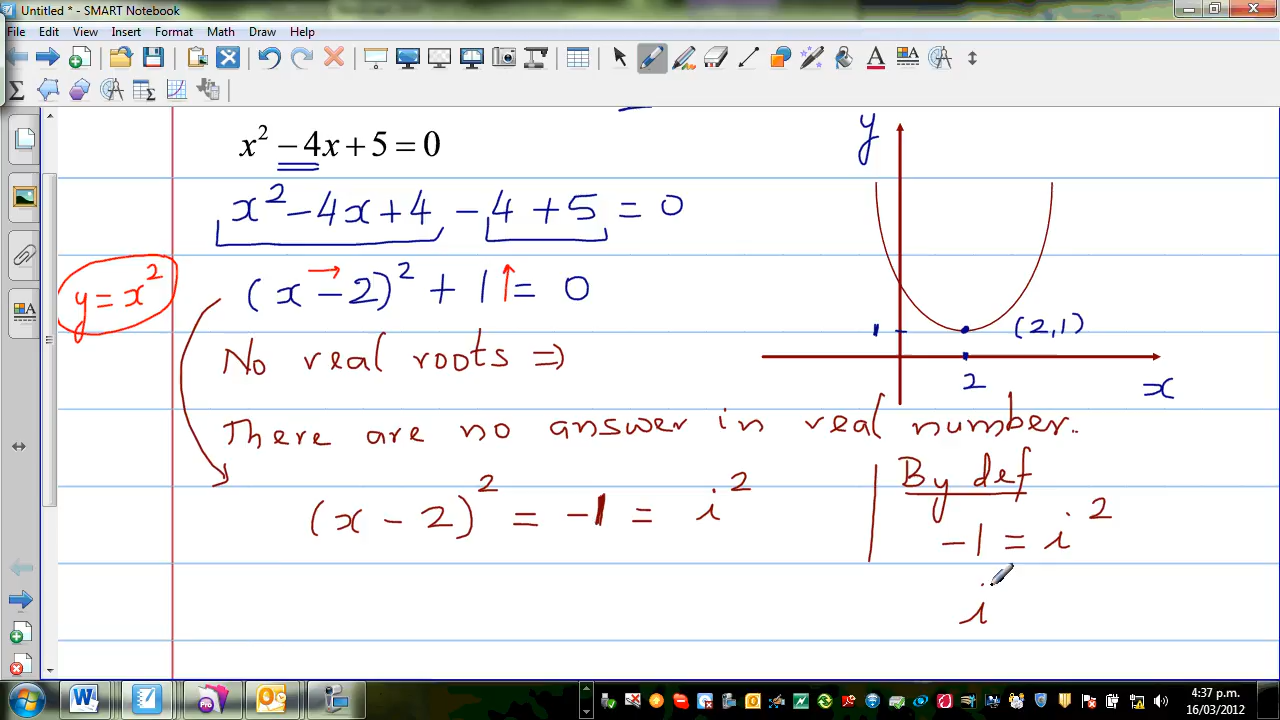 Untitled * - SMART Notebook
File Edit View Insert Format Math Draw Help
x² −4x+5=0
x² −4x+4 −4 +5 = 0
y = x²
(x −2)² + 1 = 0
No real roots ⇒
There are no answer in real number.
(x − 2)² = −1 = i²
By def
−1 = i²
i
y
1
(2,1)
2
x
4:37 p.m.
16/03/2012